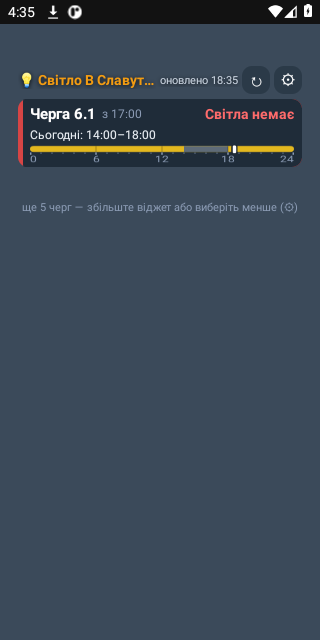 4:35
💡 Світло В Славут… оновлено 18:35
Черга 6.1 з 17:00 Світла немає
Сьогодні: 14:00–18:00
0 6 12 18 24
ще 5 черг — збільште віджет або виберіть менше (⚙)